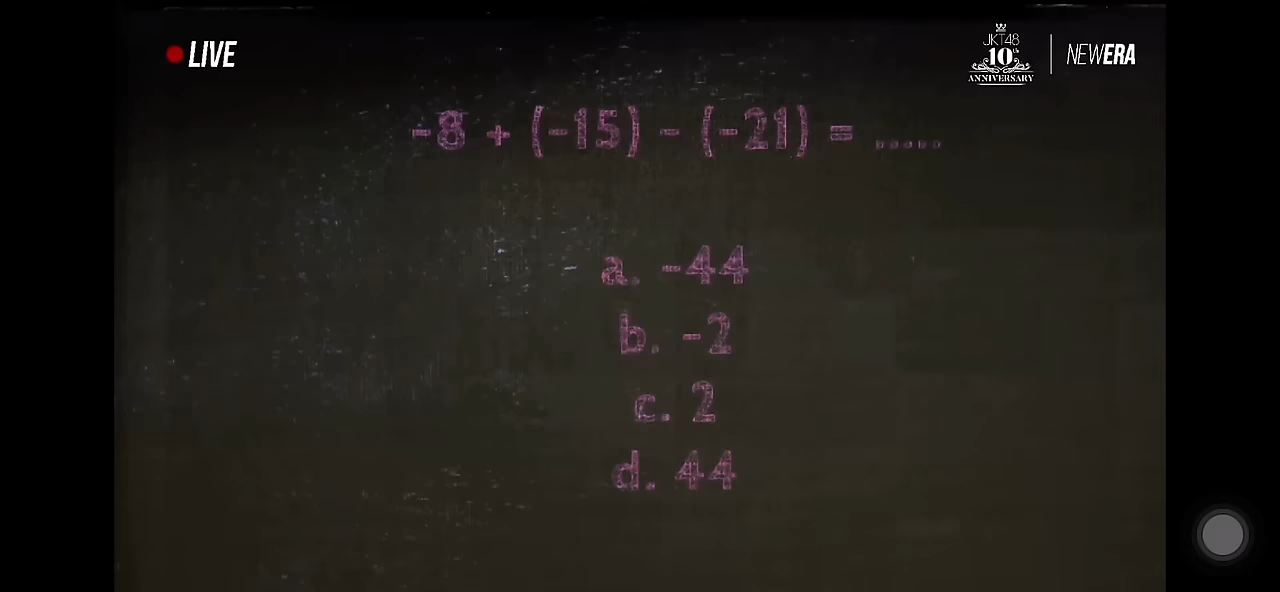 LIVE
JKT48
10th
ANNIVERSARY
NEWERA
-8 + (-15) - (-21) = .....
a. -44
b. -2
c. 2
d. 44